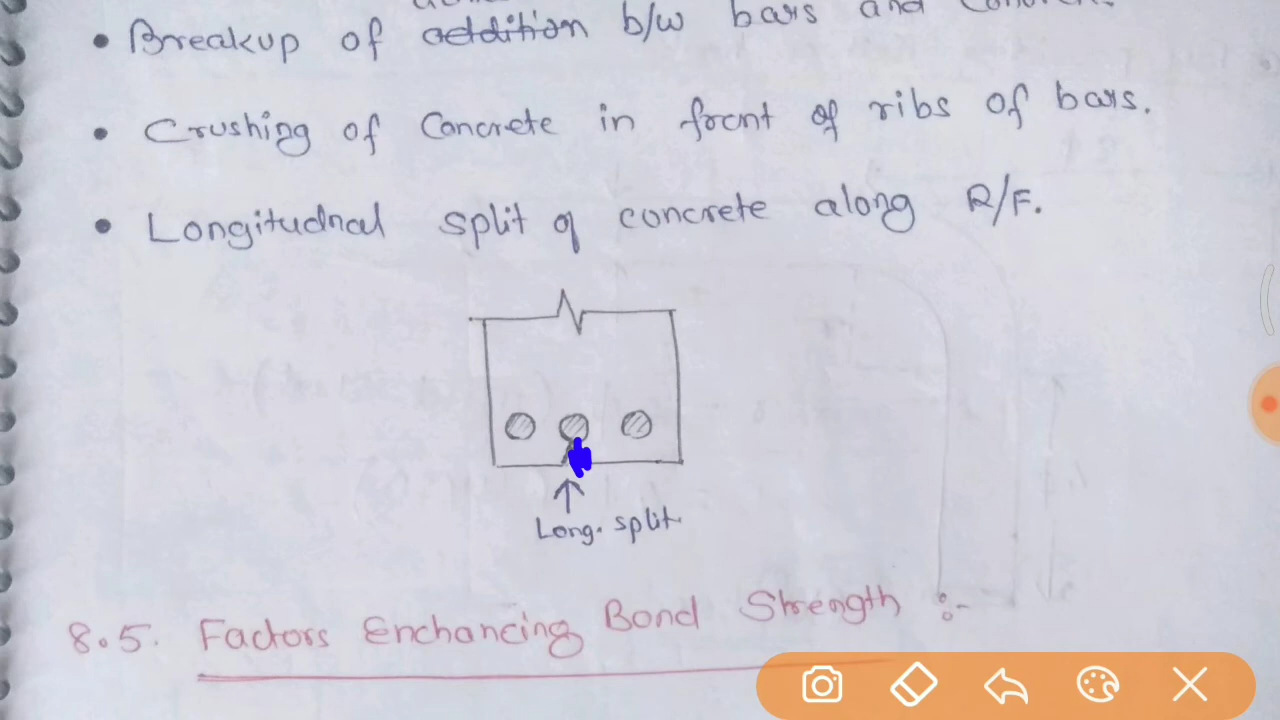 • Breakup of addition b/w bars and
• Crushing of Concrete in front of ribs of bars.
• Longitudnal split of concrete along R/F.
Long. split.
8.5. Factors Enchancing Bond Strength :-